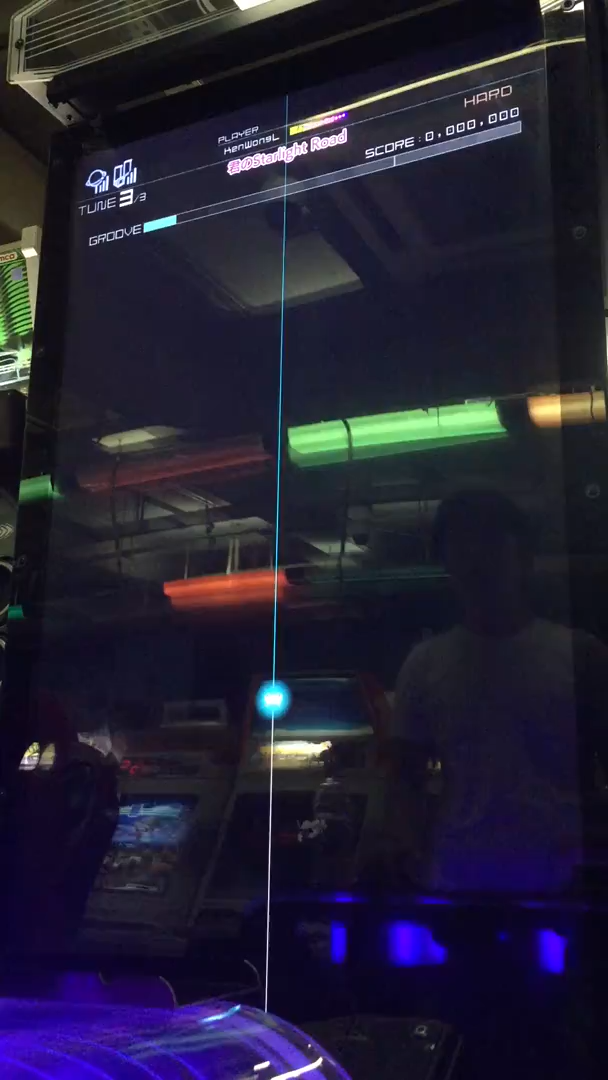 HARD
PLAYER
KenWongL
君のStarlight Road
SCORE:0,000,000
TUNE 3/3
GROOVE